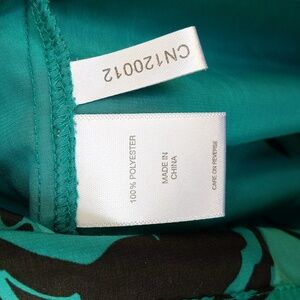 CN120012
100% POLYESTER
MADE IN
CHINA
CARE ON REVERSE